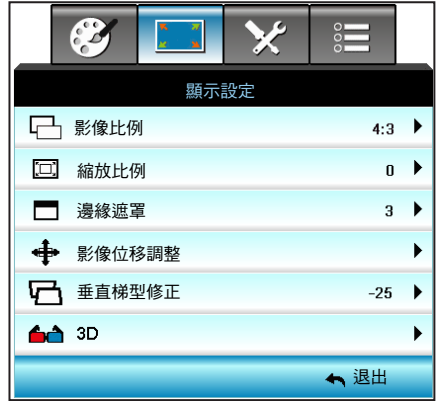 顯示設定
影像比例 4:3
縮放比例 0
邊緣遮罩 3
影像位移調整
垂直梯型修正 -25
3D
退出